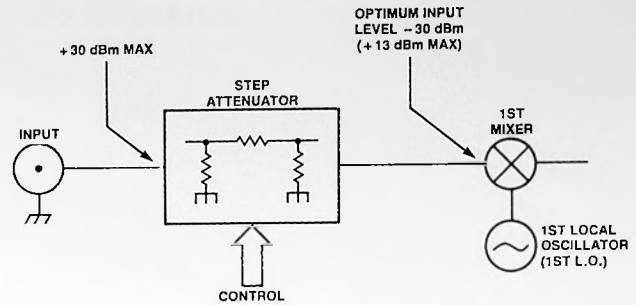 OPTIMUM INPUT
LEVEL -30 dBm
(+13 dBm MAX)
+30 dBm MAX
STEP
ATTENUATOR
INPUT
1ST
MIXER
1ST LOCAL
OSCILLATOR
(1ST L.O.)
CONTROL